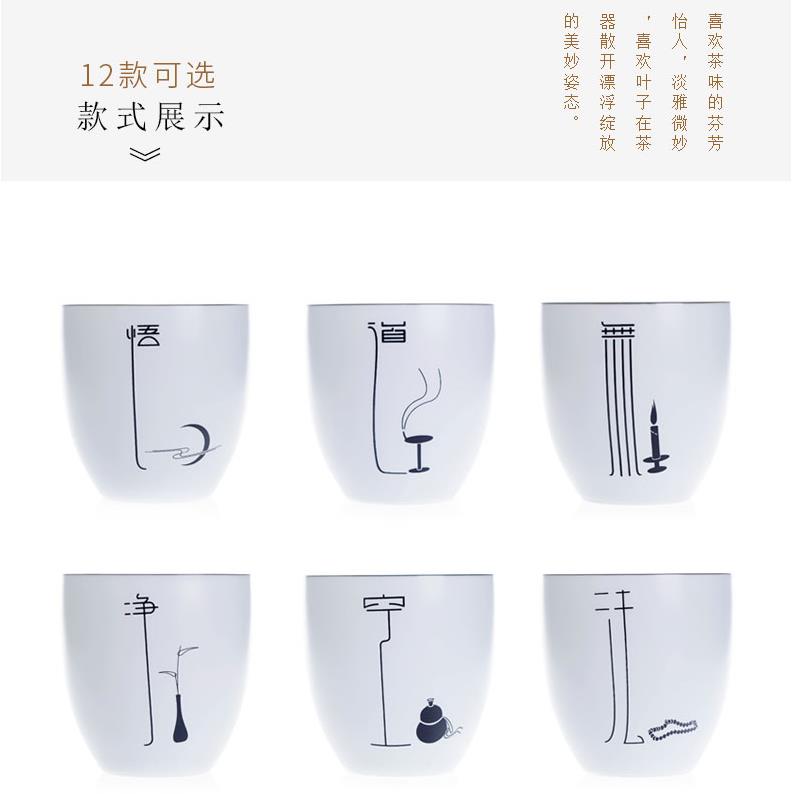 12款可选
款式展示
喜欢茶味的芬芳
怡人，淡雅微妙
，喜欢叶子在茶
器散开漂浮绽放
的美妙姿态。
悟
道
無
净
空